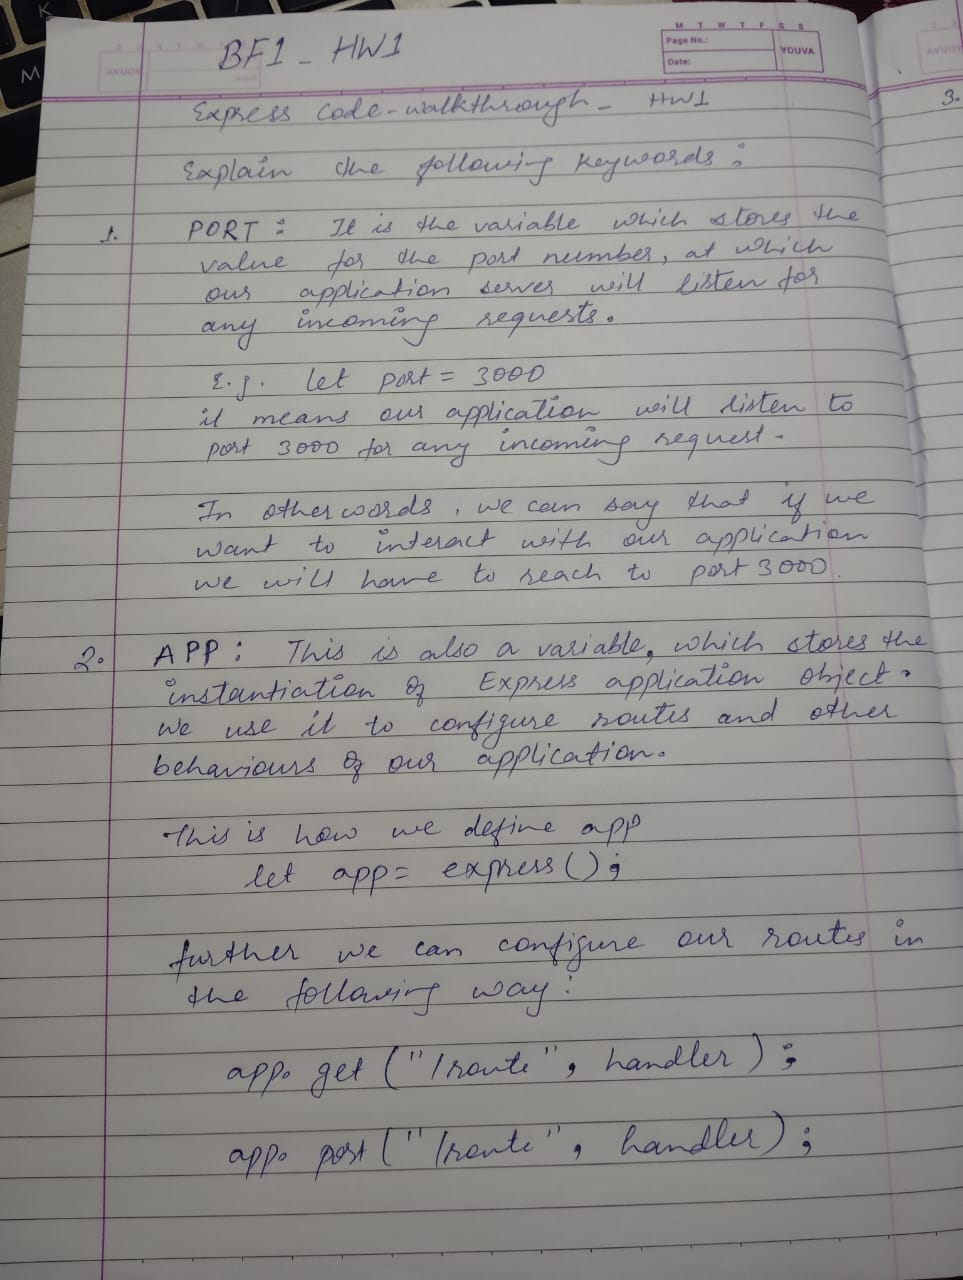 M T W T F S S
Page No.:
Date:
YOUVA
BF1 - HW1
Express Code-walkthrough - HW1
Explain the following keywords :
1. PORT : It is the variable which stores the
value for the port number, at which
our application server will listen for
any incoming requests.
E.g. let port = 3000
it means our application will listen to
port 3000 for any incoming request.
In other words, we can say that if we
want to interact with our application
we will have to reach to port 3000.
2. APP : This is also a variable, which stores the
instantiation of Express application object.
we use it to configure routes and other
behaviours of our application.
This is how we define app
let app = express();
further we can configure our routes in
the following way:
app. get ("/route", handler);
app. post ("/route", handler);
3.